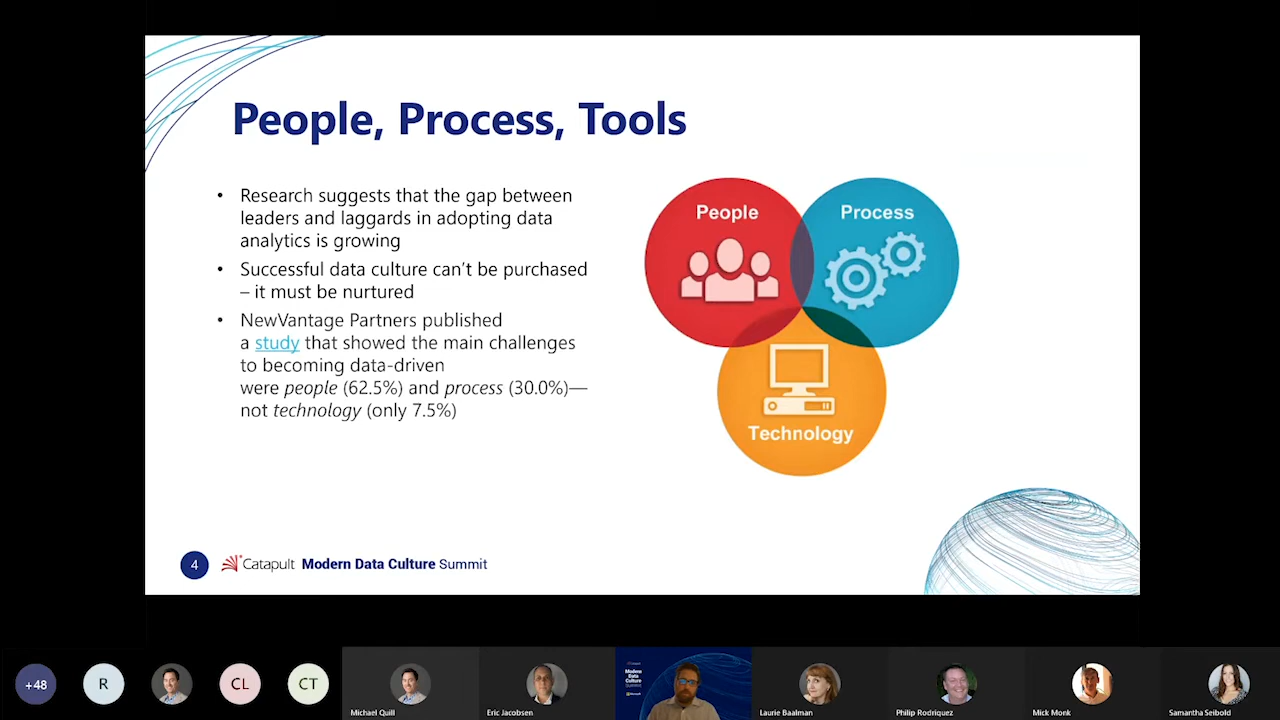 People, Process, Tools
• Research suggests that the gap between
leaders and laggards in adopting data
analytics is growing
• Successful data culture can’t be purchased
– it must be nurtured
• NewVantage Partners published
a study that showed the main challenges
to becoming data-driven
were people (62.5%) and process (30.0%)—
not technology (only 7.5%)
People
Process
Technology
4
Catapult Modern Data Culture Summit
+48
R
CL
CT
Modern
Data
Culture
Michael Quill
Eric Jacobsen
Laurie Baalman
Philip Rodriquez
Mick Monk
Samantha Seibold